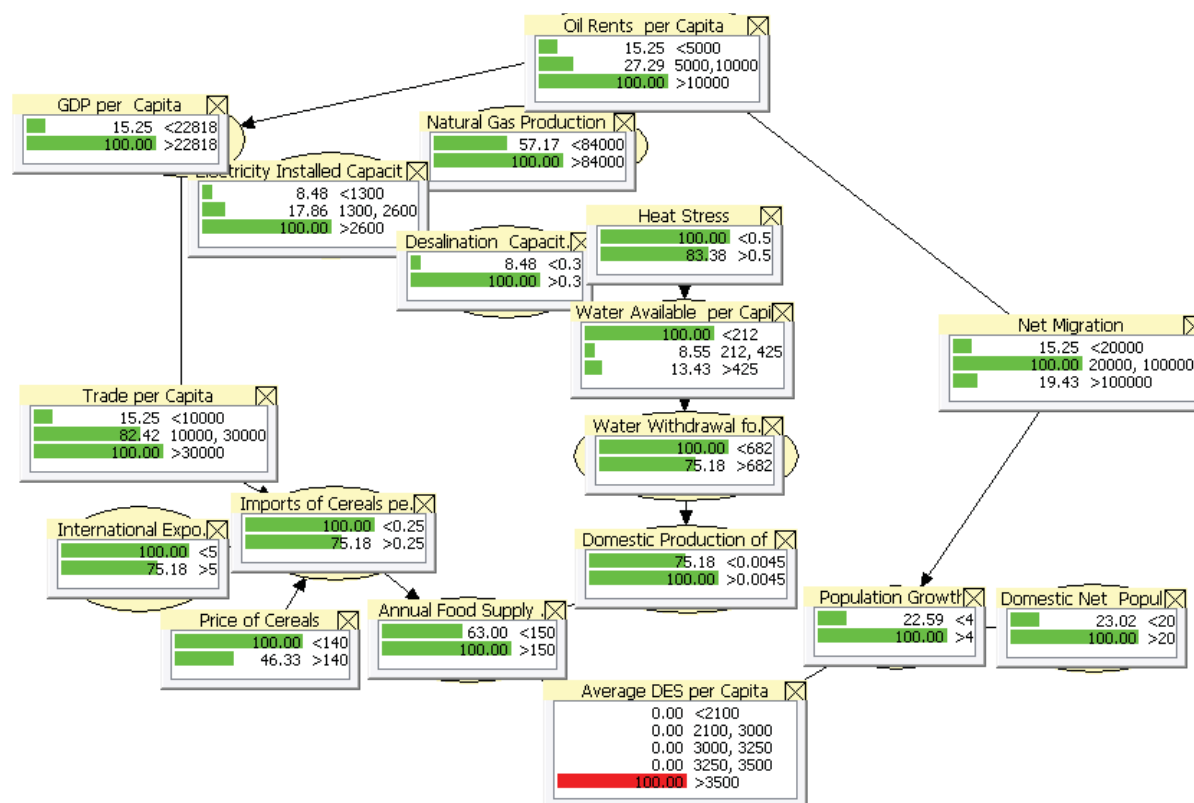 Oil Rents per Capita
15.25 <5000
27.29 5000,10000
100.00 >10000
GDP per Capita
15.25 <22818
100.00 >22818
Natural Gas Production
57.17 <84000
100.00 >84000
Electricity Installed Capacit
8.48 <1300
17.86 1300, 2600
100.00 >2600
Heat Stress
100.00 <0.5
83.38 >0.5
Desalination Capacit...
8.48 <0.3
100.00 >0.3
Water Available per Capi
100.00 <212
8.55 212, 425
13.43 >425
Net Migration
15.25 <20000
100.00 20000, 100000
19.43 >100000
Trade per Capita
15.25 <10000
82.42 10000, 30000
100.00 >30000
Water Withdrawal fo...
100.00 <682
75.18 >682
Imports of Cereals pe...
100.00 <0.25
75.18 >0.25
International Expo...
100.00 <5
75.18 >5
Domestic Production of
75.18 <0.0045
100.00 >0.0045
Price of Cereals
100.00 <140
46.33 >140
Annual Food Supply ...
63.00 <150
100.00 >150
Population Growth
22.59 <4
100.00 >4
Domestic Net Popul...
23.02 <20
100.00 >20
Average DES per Capita
0.00 <2100
0.00 2100, 3000
0.00 3000, 3250
0.00 3250, 3500
100.00 >3500